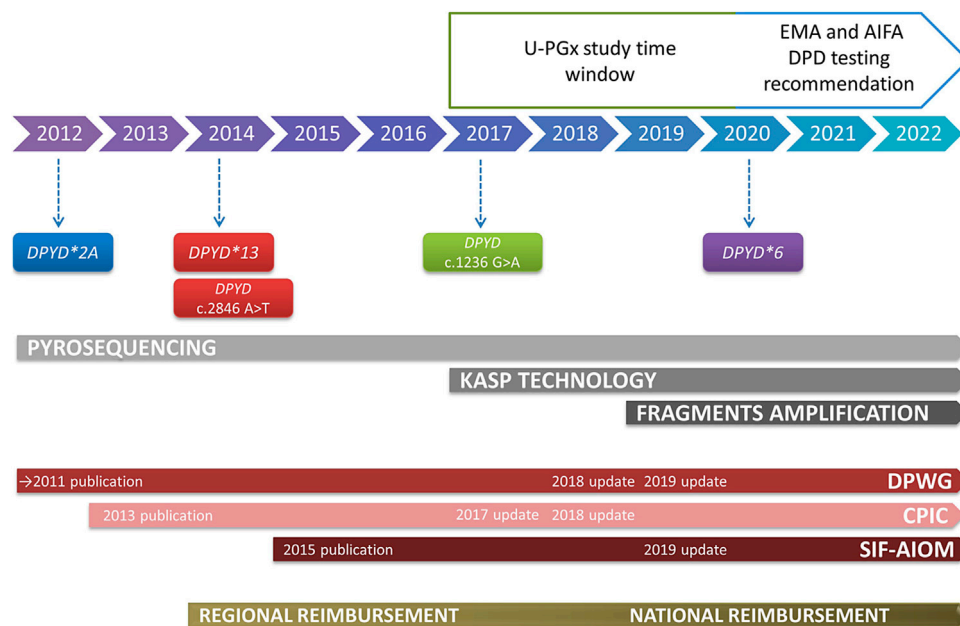 U-PGx study time
window
EMA and AIFA
DPD testing
recommendation
2012 2013 2014 2015 2016 2017 2018 2019 2020 2021 2022
DPYD*2A
DPYD*13
DPYD
c.2846 A>T
DPYD
c.1236 G>A
DPYD*6
PYROSEQUENCING
KASP TECHNOLOGY
FRAGMENTS AMPLIFICATION
→2011 publication 2018 update 2019 update DPWG
2013 publication 2017 update 2018 update CPIC
2015 publication 2019 update SIF-AIOM
REGIONAL REIMBURSEMENT NATIONAL REIMBURSEMENT